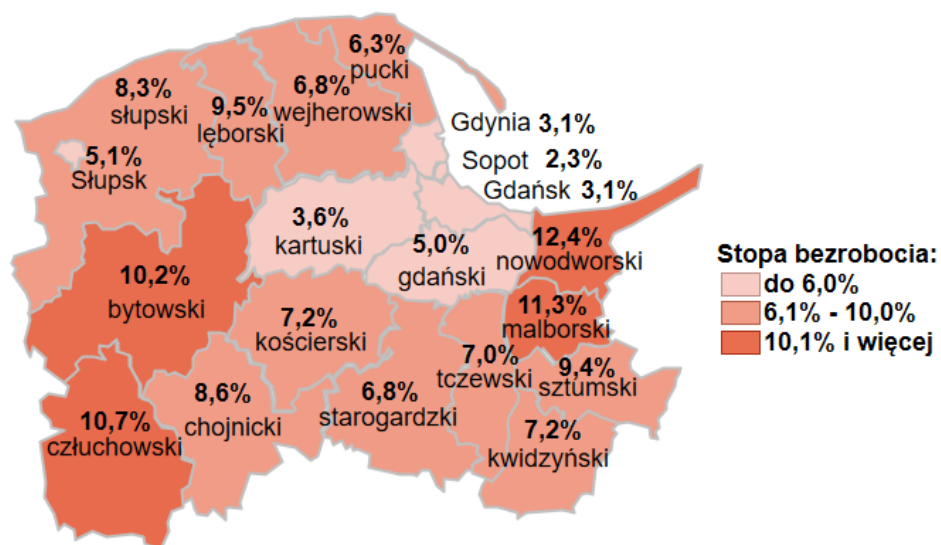 6,3%
pucki
8,3%
słupski
9,5%
lęborski
6,8%
wejherowski
Gdynia 3,1%
Sopot 2,3%
Gdańsk 3,1%
5,1%
Słupsk
3,6%
kartuski
5,0%
gdański
12,4%
nowodworski
10,2%
bytowski
11,3%
malborski
7,2%
kościerski
7,0%
tczewski
9,4%
sztumski
8,6%
chojnicki
6,8%
starogardzki
10,7%
człuchowski
7,2%
kwidzyński
Stopa bezrobocia:
do 6,0%
6,1% - 10,0%
10,1% i więcej